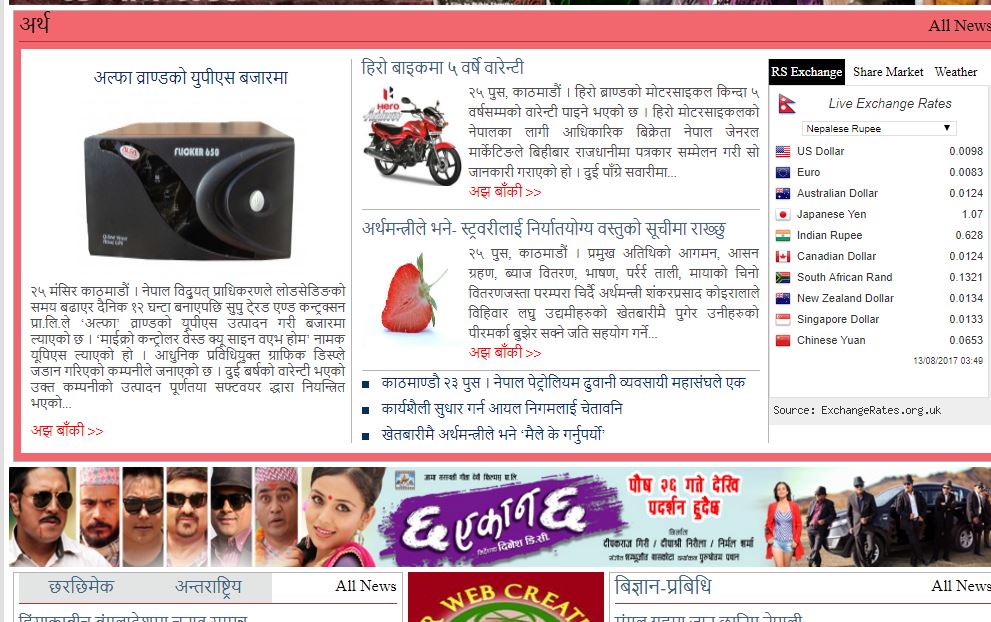 अर्थ
All News
अल्फा व्राण्डको युपीएस बजारमा
FLICKER 650
२५ मंसिर काठमाडौं । नेपाल विद्रुयत् प्राधिकरणले लोडसेडिङको
समय बढाएर दैनिक १२ घन्टा बनाएपछि सुपु टे्रड एण्ड कन्ट्रक्सन
प्रा.लि.ले ‘अल्फा’ व्राण्डको यूपीएस उत्पादन गरी बजारमा
ल्याएको छ । ‘माईक्रो कन्ट्रोलर वेस्ड क्यू साइन वएभ होम’ नामक
यूपिएस ल्याएको हो । आधुनिक प्रविधियुक्त ग्राफिक डिस्प्ले
जडान गरिएको कम्पनीले जनाएको छ । दुई बर्षको वारेन्टी भएको
उक्त कम्पनीको उत्पादन पूर्णतया सफ्टवयर द्धारा नियन्त्रित
भएको...
अझ बाँकी >>
हिरो बाइकमा ५ वर्षे वारेन्टी
Hero
२५ पुस, काठमाडौं । हिरो ब्राण्डको मोटरसाइकल किन्दा ५
वर्षसम्मको वारेन्टी पाइने भएको छ । हिरो मोटरसाइकलको
नेपालका लागी आधिकारिक बिक्रेता नेपाल जेनरल
मार्केटिङले बिहीबार राजधानीमा पत्रकार सम्मेलन गरी सो
जानकारी गराएको हो । दुई पाँग्रे सवारीमा...
अझ बाँकी >>
अर्थमन्त्रीले भने- स्ट्रवरीलाई निर्यातयोग्य वस्तुको सूचीमा राख्छु
२५ पुस, काठमाडौं । प्रमुख अतिथिको आगमन, आसन
ग्रहण, ब्याज वितरण, भाषण, पर्रर्र ताली, मायाको चिनो
वितरणजस्ता परम्परा चिर्दै अर्थमन्त्री शंकरप्रसाद कोइरालाले
विहिवार लघु उद्यमीहरुको खेतबारीमै पुगेर उनीहरुको
पीरमर्का बुझेर सक्ने जति सहयोग गर्ने...
अझ बाँकी >>
काठमाण्डौ २३ पुस । नेपाल पेट्रोलियम ढुवानी व्यवसायी महासंघले एक
कार्यशैली सुधार गर्न आयल निगमलाई चेतावनि
खेतबारीमै अर्थमन्त्रीले भने ‘मैले के गर्नुपर्यो’
RS Exchange Share Market Weather
Live Exchange Rates
Nepalese Rupee
US Dollar 0.0098
Euro 0.0083
Australian Dollar 0.0124
Japanese Yen 1.07
Indian Rupee 0.628
Canadian Dollar 0.0124
South African Rand 0.1321
New Zealand Dollar 0.0134
Singapore Dollar 0.0133
Chinese Yuan 0.0653
13/08/2017 03:49
Source: ExchangeRates.org.uk
छ एकान छ
दिनेश डि.सी.
पौष २६ गते देखि
प्रदर्शन हुदैछ
दीपकराज गिरी / दीपाश्री निरौला / निर्मल शर्मा
छरछिमेक अन्तराष्ट्रिय All News
R WEB CREATI
बिज्ञान-प्रबिधि All News